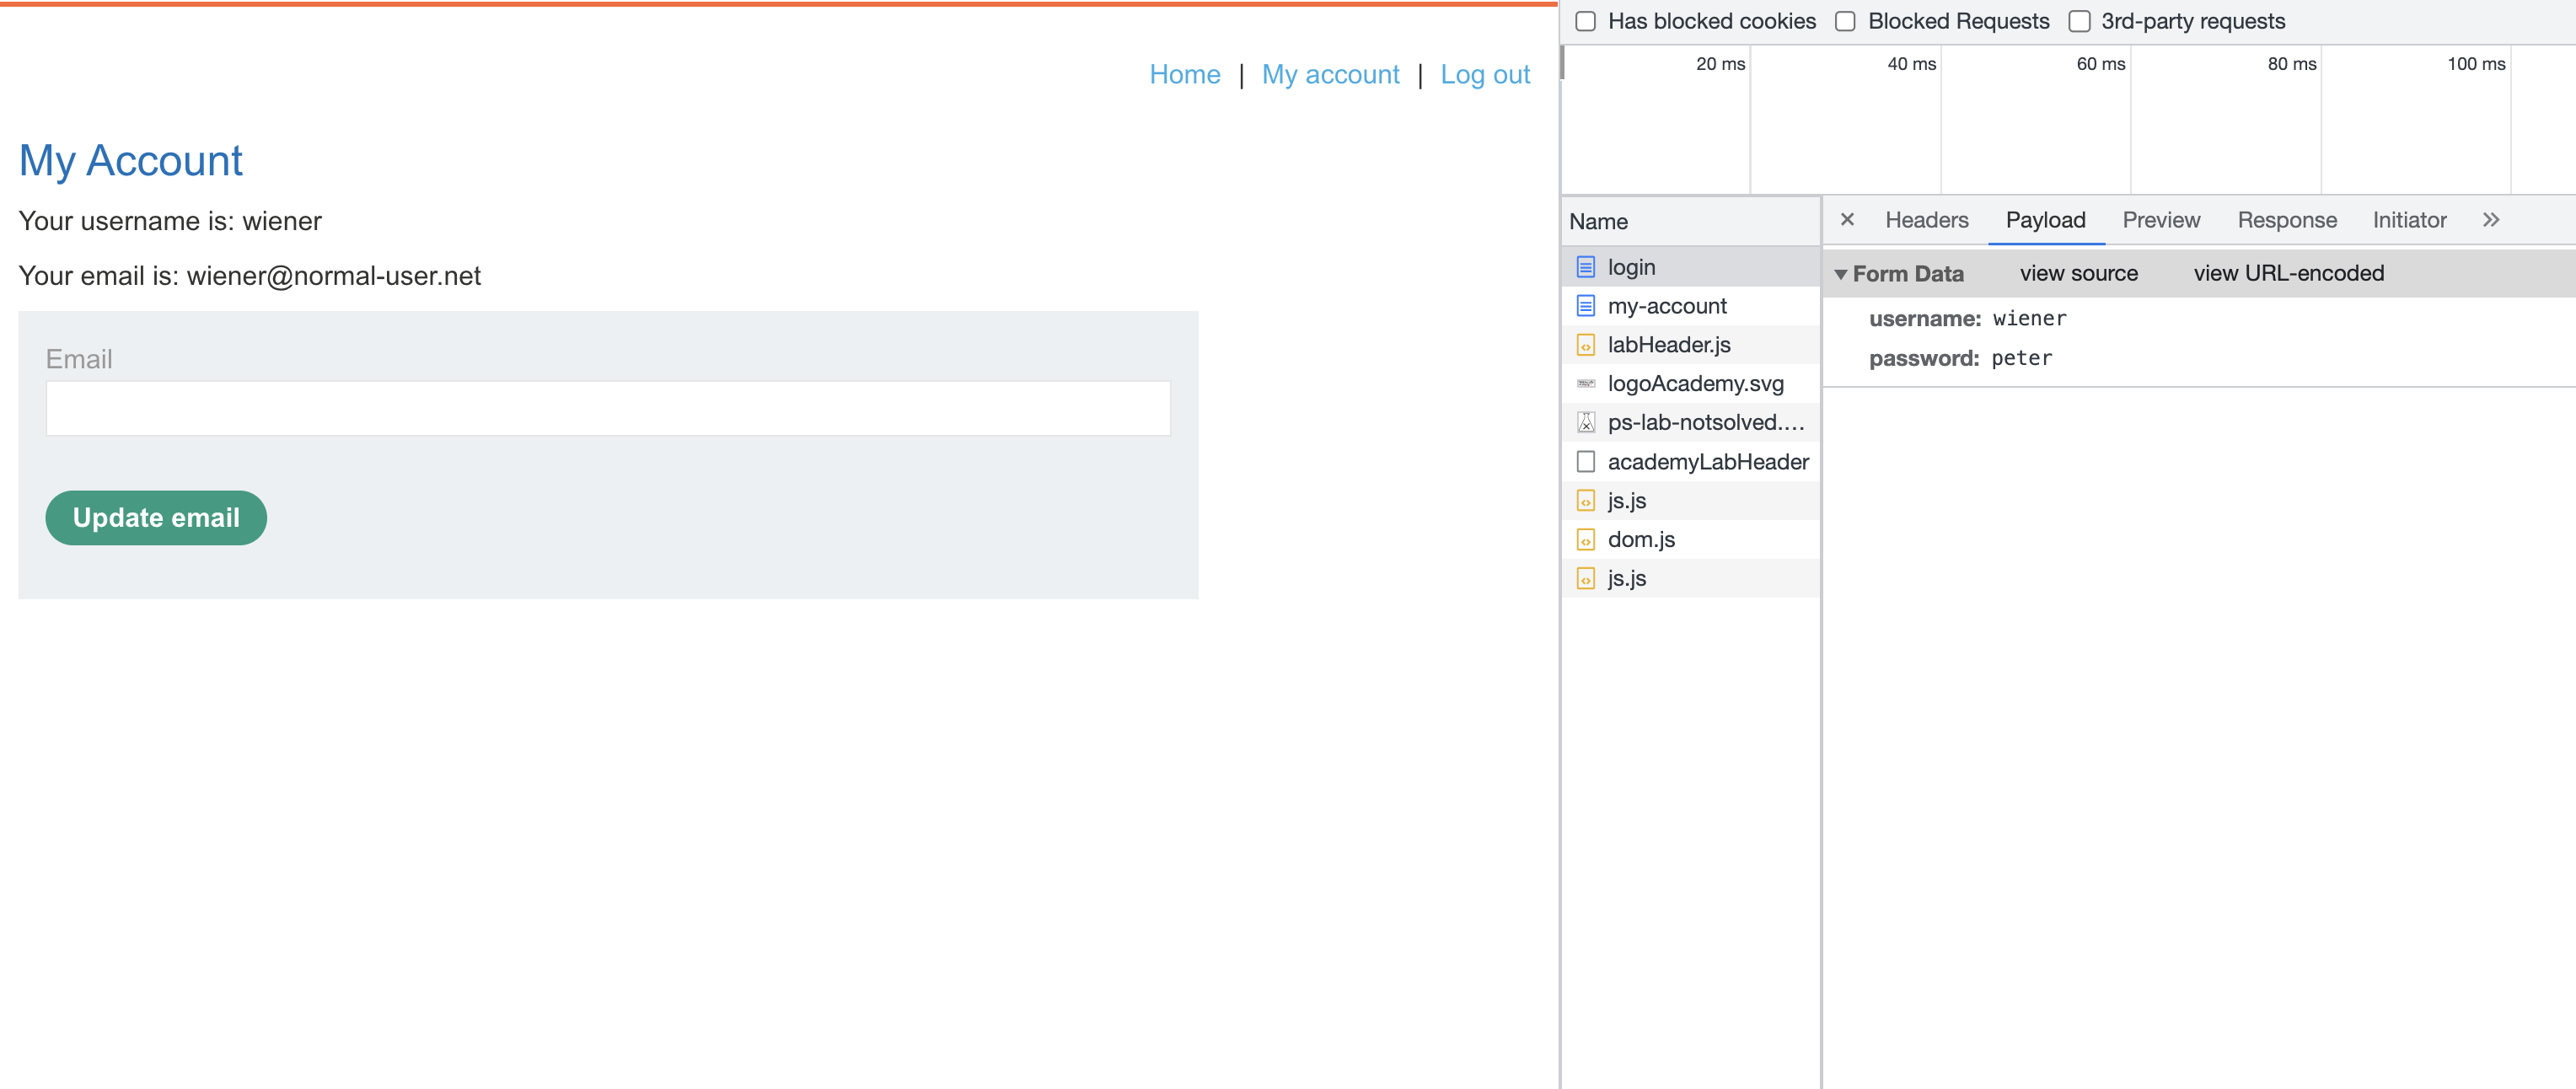 Home | My account | Log out
My Account
Your username is: wiener
Your email is: wiener@normal-user.net
Email
Update email
Has blocked cookies Blocked Requests 3rd-party requests
20 ms 40 ms 60 ms 80 ms 100 ms
Name
login
my-account
labHeader.js
logoAcademy.svg
ps-lab-notsolved....
academyLabHeader
js.js
dom.js
js.js
× Headers Payload Preview Response Initiator »
▼ Form Data view source view URL-encoded
username: wiener
password: peter